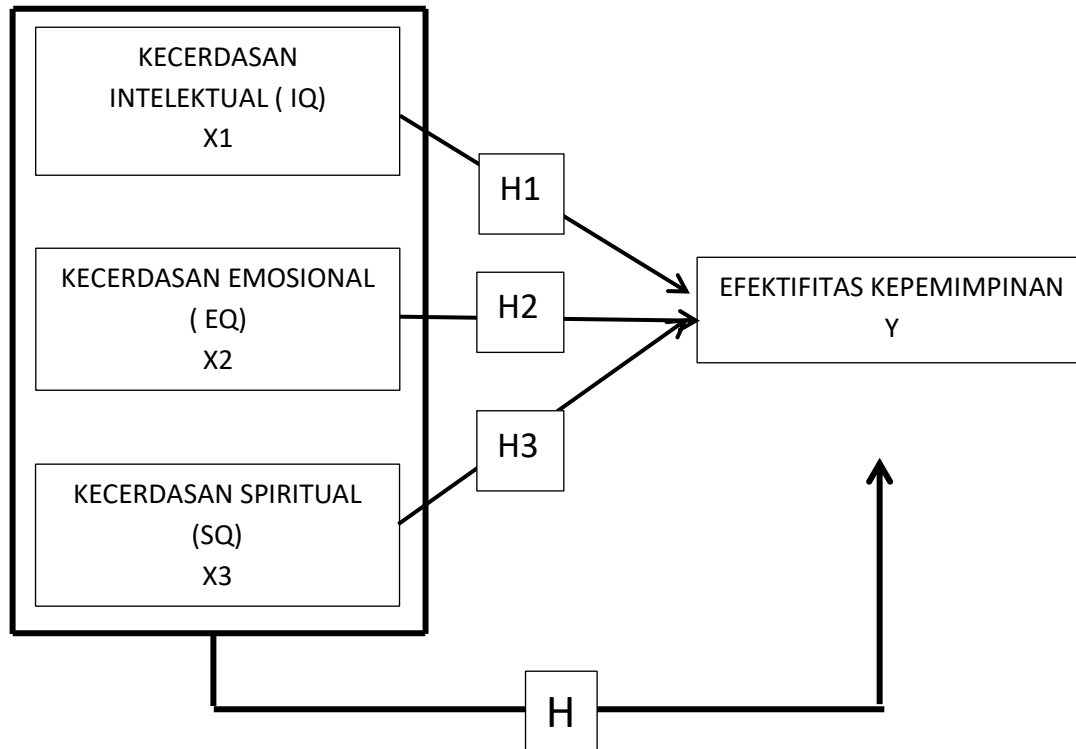 KECERDASAN
INTELEKTUAL ( IQ)
X1
H1
KECERDASAN EMOSIONAL
( EQ)
X2
H2
EFEKTIFITAS KEPEMIMPINAN
Y
H3
KECERDASAN SPIRITUAL
(SQ)
X3
H